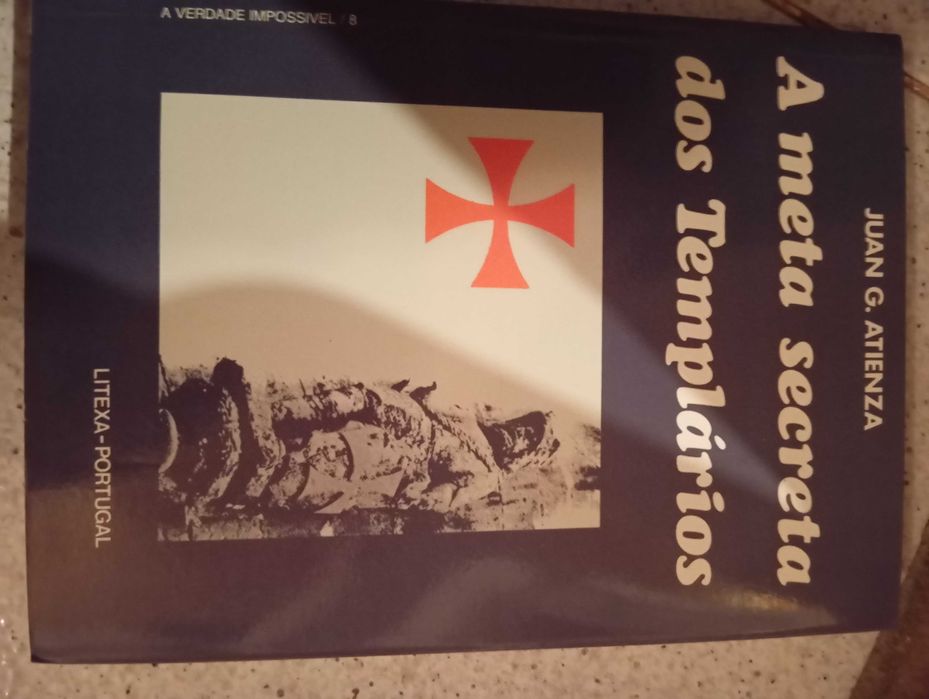 JUAN G. ATIENZA
A meta secreta
dos Templários
A VERDADE IMPOSSIVEL / 8
LITEXA-PORTUGAL